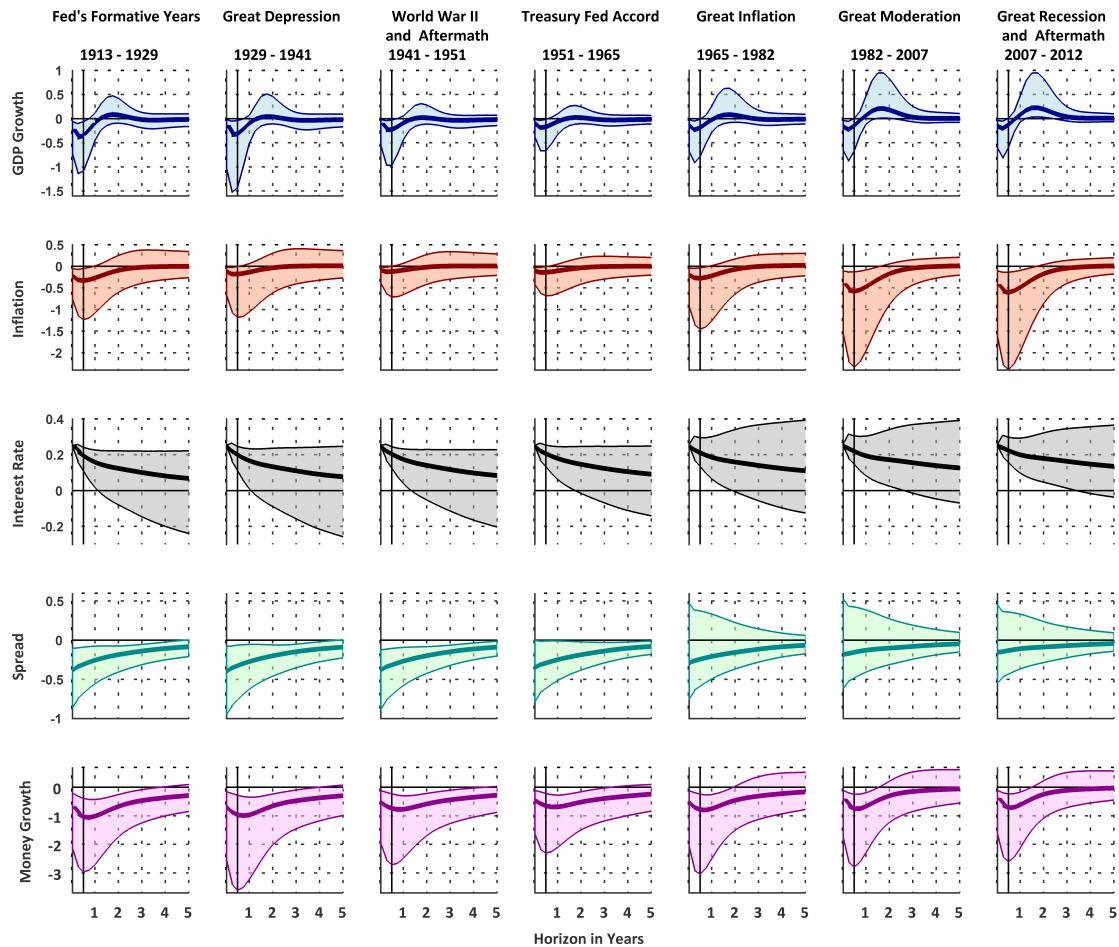 Fed's Formative Years
1913 - 1929
Great Depression
1929 - 1941
World War II
and Aftermath
1941 - 1951
Treasury Fed Accord
1951 - 1965
Great Inflation
1965 - 1982
Great Moderation
1982 - 2007
Great Recession
and Aftermath
2007 - 2012
GDP Growth
1
0.5
0
-0.5
-1
-1.5
Inflation
0.5
0
-0.5
-1
-1.5
-2
Interest Rate
0.4
0.2
0
-0.2
Spread
0.5
0
-0.5
-1
Money Growth
0
-1
-2
-3
1 2 3 4 5
1 2 3 4 5
1 2 3 4 5
1 2 3 4 5
1 2 3 4 5
1 2 3 4 5
1 2 3 4 5
Horizon in Years